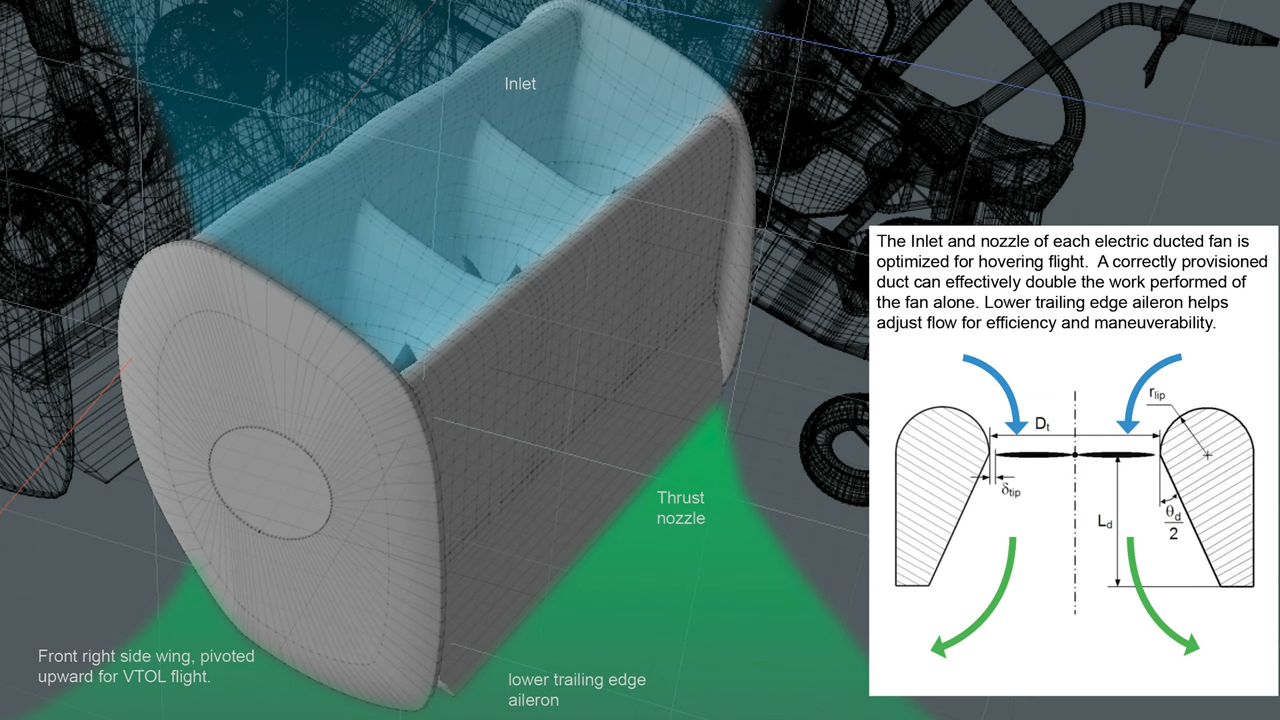 Inlet
The Inlet and nozzle of each electric ducted fan is
optimized for hovering flight.  A correctly provisioned
duct can effectively double the work performed of
the fan alone. Lower trailing edge aileron helps
adjust flow for efficiency and maneuverability.
rlip
Dt
δtip
θd
2
Ld
Thrust
nozzle
Front right side wing, pivoted
upward for VTOL flight.
lower trailing edge
aileron